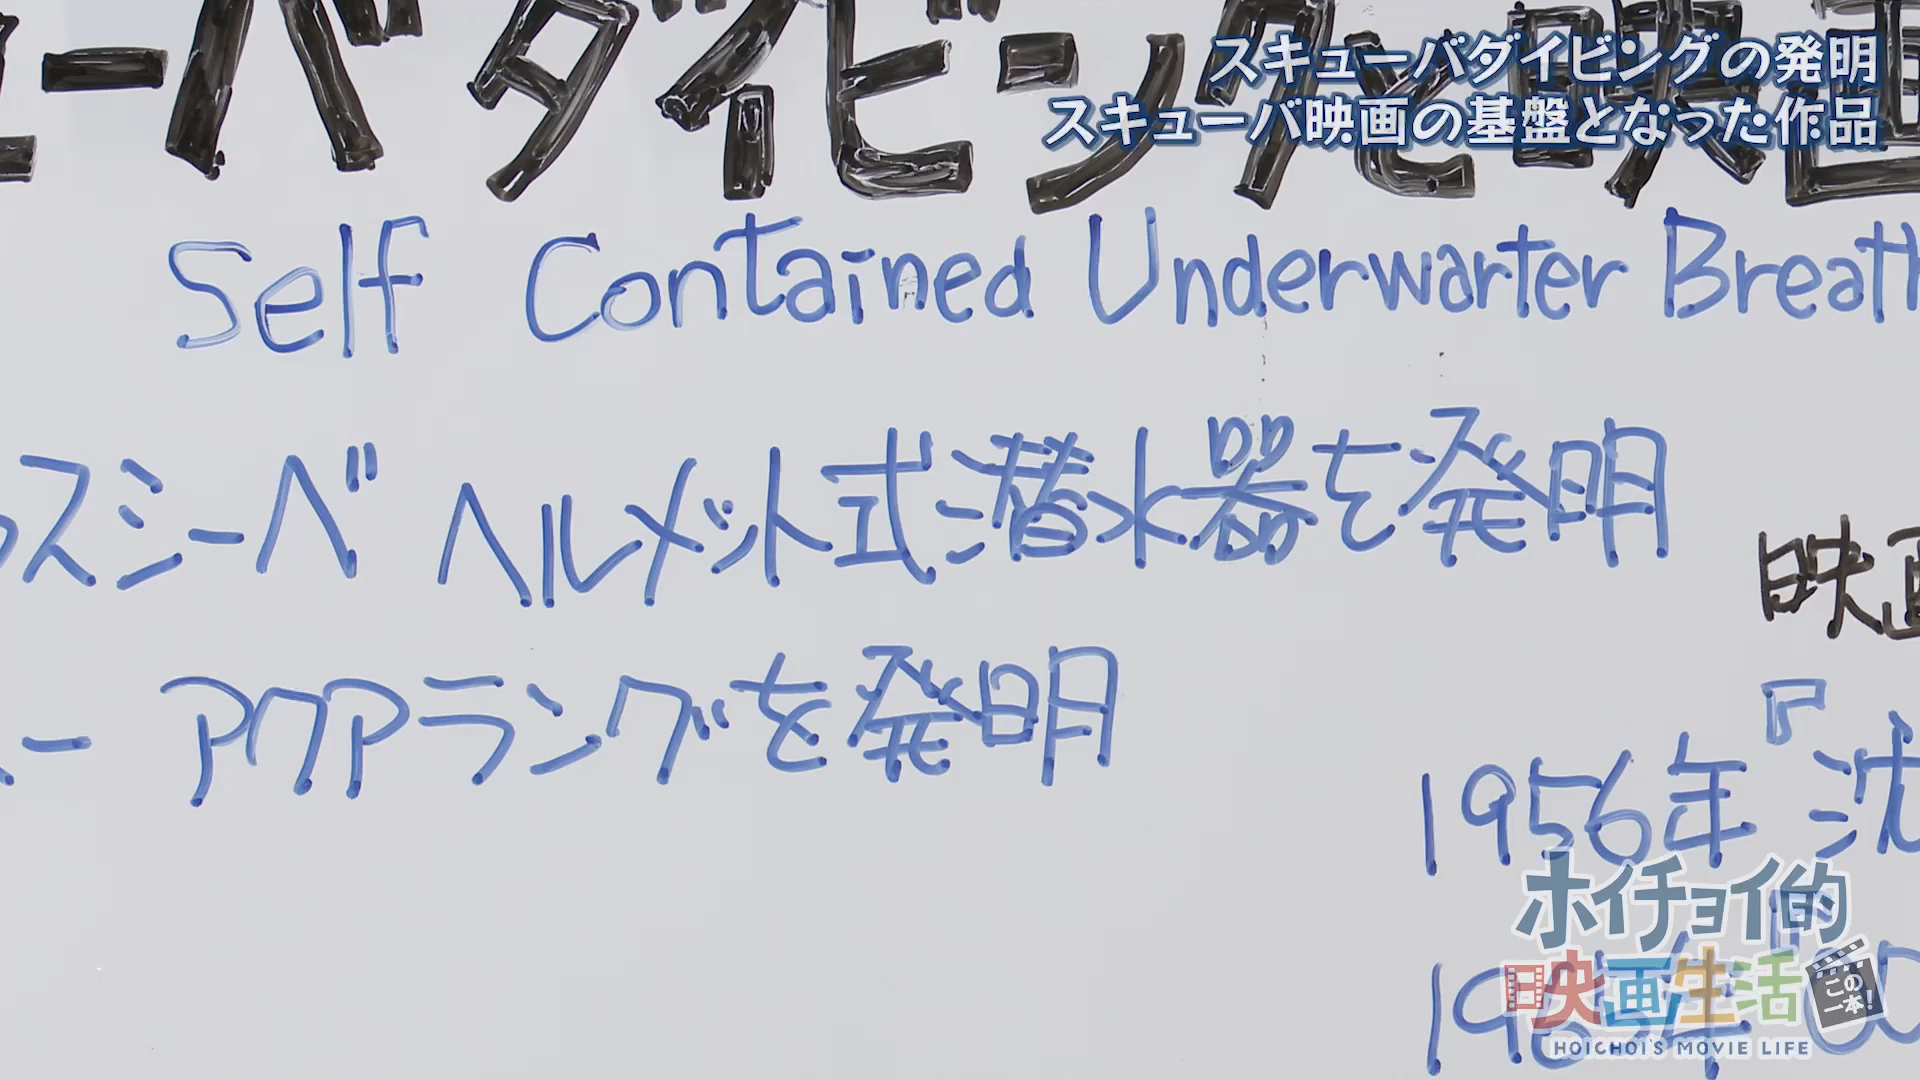 ューバダイビングと映画
スキューバダイビングの発明
スキューバ映画の基盤となった作品
Self Contained Underwarter Breath
スシーベ ヘルメット式潜水器を発明
映画
ー アクアラングを発明
『
1956年『沈
ホイチョイ的
映画生活
この一本!
HOICHOI'S MOVIE LIFE